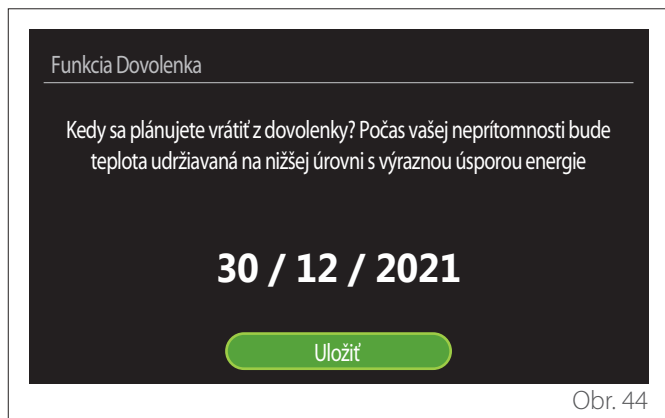 Funkcia Dovolenka
Kedy sa plánujete vrátiť z dovolenky? Počas vašej neprítomnosti bude
teplota udržiavaná na nižšej úrovni s výraznou úsporou energie
30 / 12 / 2021
Uložiť
Obr. 44